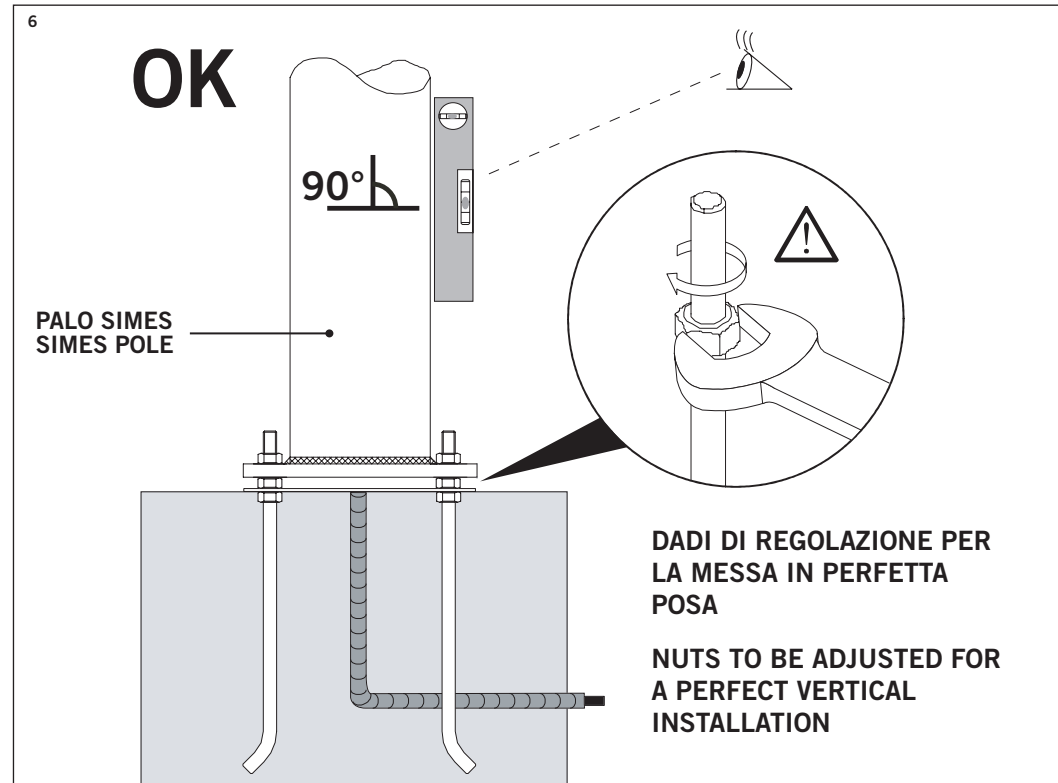 6
OK
90°
PALO SIMES
SIMES POLE
DADI DI REGOLAZIONE PER
LA MESSA IN PERFETTA
POSA
NUTS TO BE ADJUSTED FOR
A PERFECT VERTICAL
INSTALLATION